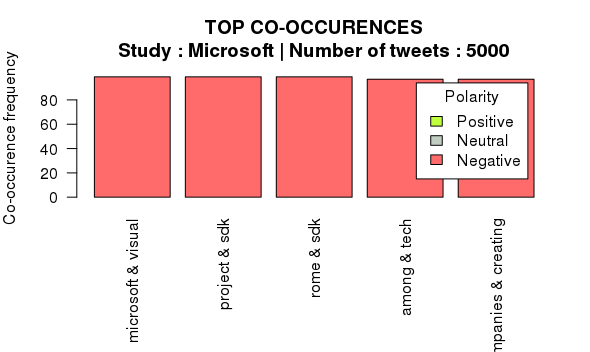 TOP CO-OCCURENCES
Study : Microsoft | Number of tweets : 5000
Co-occurence frequency
80
60
40
20
0
Polarity
Positive
Neutral
Negative
microsoft & visual
project & sdk
rome & sdk
among & tech
mpanies & creating